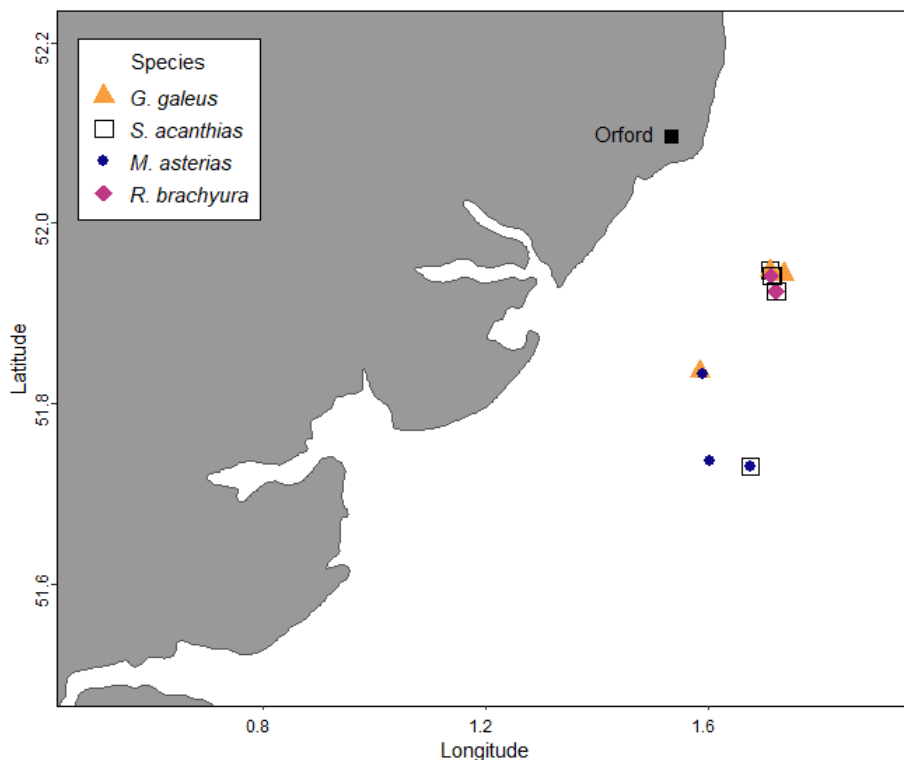 Species
G. galeus
S. acanthias
M. asterias
R. brachyura
Orford
52.2
52.0
51.8
51.6
Latitude
0.8
1.2
1.6
Longitude